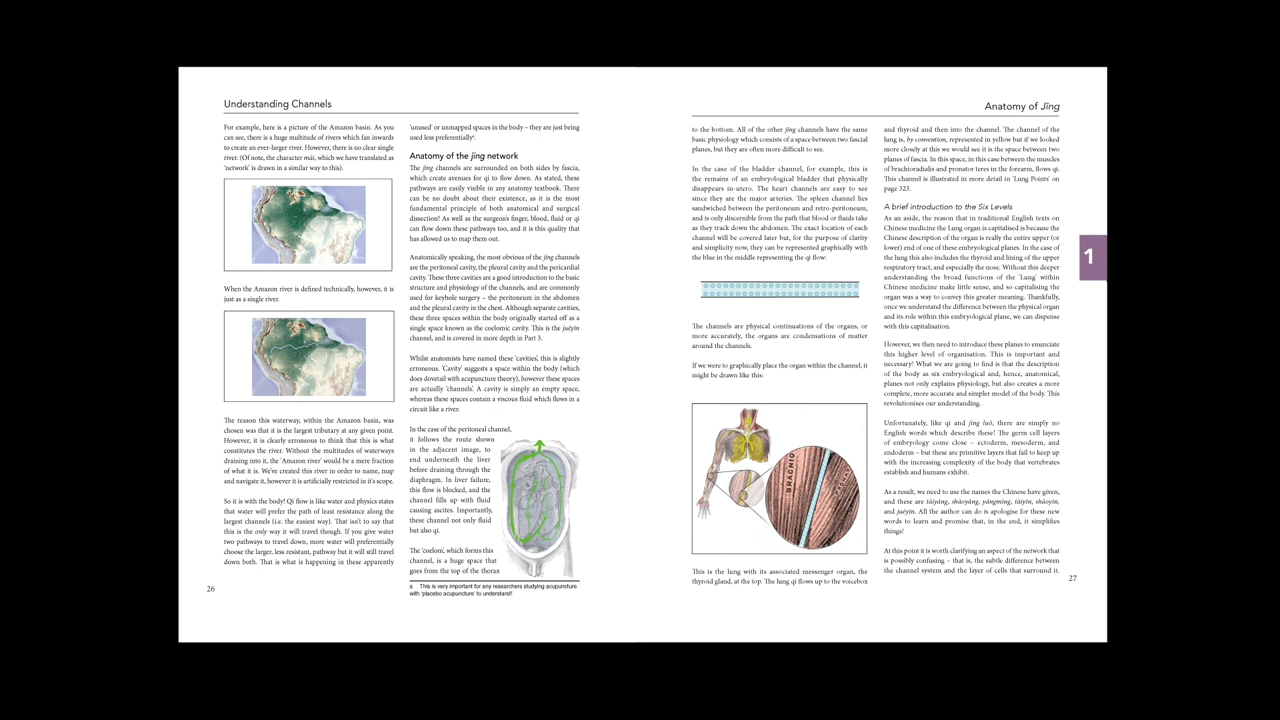 Understanding Channels
For example, here is a picture of the Amazon basin. As you
can see, there is a huge multitude of rivers which fan inwards
to create an ever-larger river. However, there is no clear single
river. (Of note, the character mài, which we have translated as
‘network’ is drawn in a similar way to this).
When the Amazon river is defined technically, however, it is
just as a single river.
The reason this waterway, within the Amazon basin, was
chosen was that it is the largest tributary at any given point.
However, it is clearly erroneous to think that this is what
constitutes the river. Without the multitudes of waterways
draining into it, the ‘Amazon river’ would be a mere fraction
of what it is. We’ve created this river in order to name, map
and navigate it, however it is artificially restricted in it’s scope.
So it is with the body! Qi flow is like water and physics states
that water will prefer the path of least resistance along the
largest channels (i.e. the easiest way). That isn’t to say that
this is the only way it will travel though. If you give water
two pathways to travel down, more water will preferentially
choose the larger, less resistant, pathway but it will still travel
down both. That is what is happening in these apparently
26
‘unused’ or unmapped spaces in the body – they are just being
used less preferentiallyᵃ.
Anatomy of the jīng network
The jīng channels are surrounded on both sides by fascia,
which create avenues for qi to flow down. As stated, these
pathways are easily visible in any anatomy textbook. There
can be no doubt about their existence, as it is the most
fundamental principle of both anatomical and surgical
dissection! As well as the surgeon’s finger, blood, fluid or qi
can flow down these pathways too, and it is this quality that
has allowed us to map them out.
Anatomically speaking, the most obvious of the jīng channels
are the peritoneal cavity, the pleural cavity and the pericardial
cavity. These three cavities are a good introduction to the basic
structure and physiology of the channels, and are commonly
used for keyhole surgery – the peritoneum in the abdomen
and the pleural cavity in the chest. Although separate cavities,
these three spaces within the body originally started off as a
single space known as the coelomic cavity. This is the juéyīn
channel, and is covered in more depth in Part 3.
Whilst anatomists have named these ‘cavities’, this is slightly
erroneous. ‘Cavity’ suggests a space within the body (which
does dovetail with acupuncture theory), however these spaces
are actually ‘channels’. A cavity is simply an empty space,
whereas these spaces contain a viscous fluid which flows in a
circuit like a river.
In the case of the peritoneal channel,
it follows the route shown
in the adjacent image, to
end underneath the liver
before draining through the
diaphragm. In liver failure,
this flow is blocked, and the
channel fills up with fluid
causing ascites. Importantly,
these channel not only fluid
but also qi.
The ‘coelom’, which forms this
channel, is a huge space that
goes from the top of the thorax
a This is very important for any researchers studying acupuncture
with ‘placebo acupuncture’ to understand!
Anatomy of Jīng
to the bottom. All of the other jīng channels have the same
basic physiology which consists of a space between two fascial
planes, but they are often more difficult to see.
In the case of the bladder channel, for example, this is
the remains of an embryological bladder that physically
disappears in-utero. The heart channels are easy to see
since they are the major arteries. The spleen channel lies
sandwiched between the peritoneum and retro-peritoneum,
and is only discernible from the path that blood or fluids take
as they track down the abdomen. The exact location of each
channel will be covered later but, for the purpose of clarity
and simplicity now, they can be represented graphically with
the blue in the middle representing the qi flow:
The channels are physical continuations of the organs, or
more accurately, the organs are condensations of matter
around the channels.
If we were to graphically place the organ within the channel, it
might be drawn like this:
BRACHIO
This is the lung with its associated messenger organ, the
thyroid gland, at the top. The lung qi flows up to the voicebox
and thyroid and then into the channel. The channel of the
lung is, by convention, represented in yellow but if we looked
more closely at this we would see it is the space between two
planes of fascia. In this space, in this case between the muscles
of brachioradialis and pronator teres in the forearm, flows qi.
This channel is illustrated in more detail in ‘Lung Points’ on
page 323.
A brief introduction to the Six Levels
As an aside, the reason that in traditional English texts on
Chinese medicine the Lung organ is capitalised is because the
Chinese description of the organ is really the entire upper (or
lower) end of one of these embryological planes. In the case of
the lung this also includes the thyroid and lining of the upper
respiratory tract, and especially the nose. Without this deeper
understanding the broad functions of the ‘Lung’ within
Chinese medicine make little sense, and so capitalising the
organ was a way to convey this greater meaning. Thankfully,
once we understand the difference between the physical organ
and its role within this embryological plane, we can dispense
with this capitalisation.
However, we then need to introduce these planes to enunciate
this higher level of organisation. This is important and
necessary! What we are going to find is that the description
of the body as six embryological and, hence, anatomical,
planes not only explains physiology, but also creates a more
complete, more accurate and simpler model of the body. This
revolutionises our understanding.
Unfortunately, like qi and jīng luò, there are simply no
English words which describe these! The germ cell layers
of embryology come close – ectoderm, mesoderm, and
endoderm – but these are primitive layers that fail to keep up
with the increasing complexity of the body that vertebrates
establish and humans exhibit.
As a result, we need to use the names the Chinese have given,
and these are tàiyáng, shàoyáng, yángmíng, tàiyīn, shàoyīn,
and juéyīn. All the author can do is apologise for these new
words to learn and promise that, in the end, it simplifies
things!
At this point it is worth clarifying an aspect of the network that
is possibly confusing – that is, the subtle difference between
the channel system and the layer of cells that surround it.
1
27